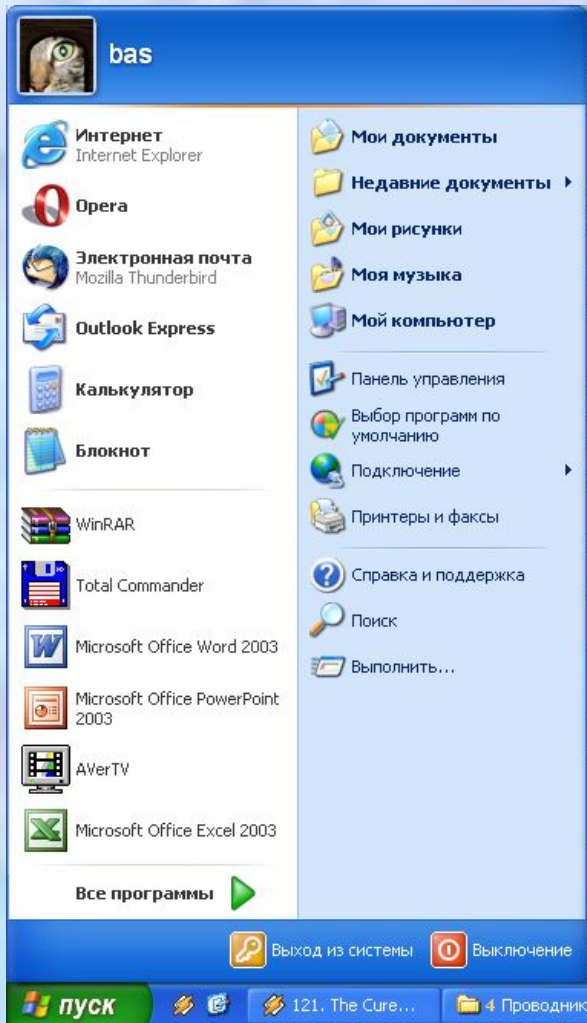 bas
Интернет
Internet Explorer
Opera
Электронная почта
Mozilla Thunderbird
Outlook Express
Калькулятор
Блокнот
WinRAR
Total Commander
Microsoft Office Word 2003
Microsoft Office PowerPoint
2003
AVerTV
Microsoft Office Excel 2003
Все программы
Мои документы
Недавние документы
Мои рисунки
Моя музыка
Мой компьютер
Панель управления
Выбор программ по
умолчанию
Подключение
Принтеры и факсы
Справка и поддержка
Поиск
Выполнить...
Выход из системы
Выключение
пуск
121. The Cure...
4 Проводник